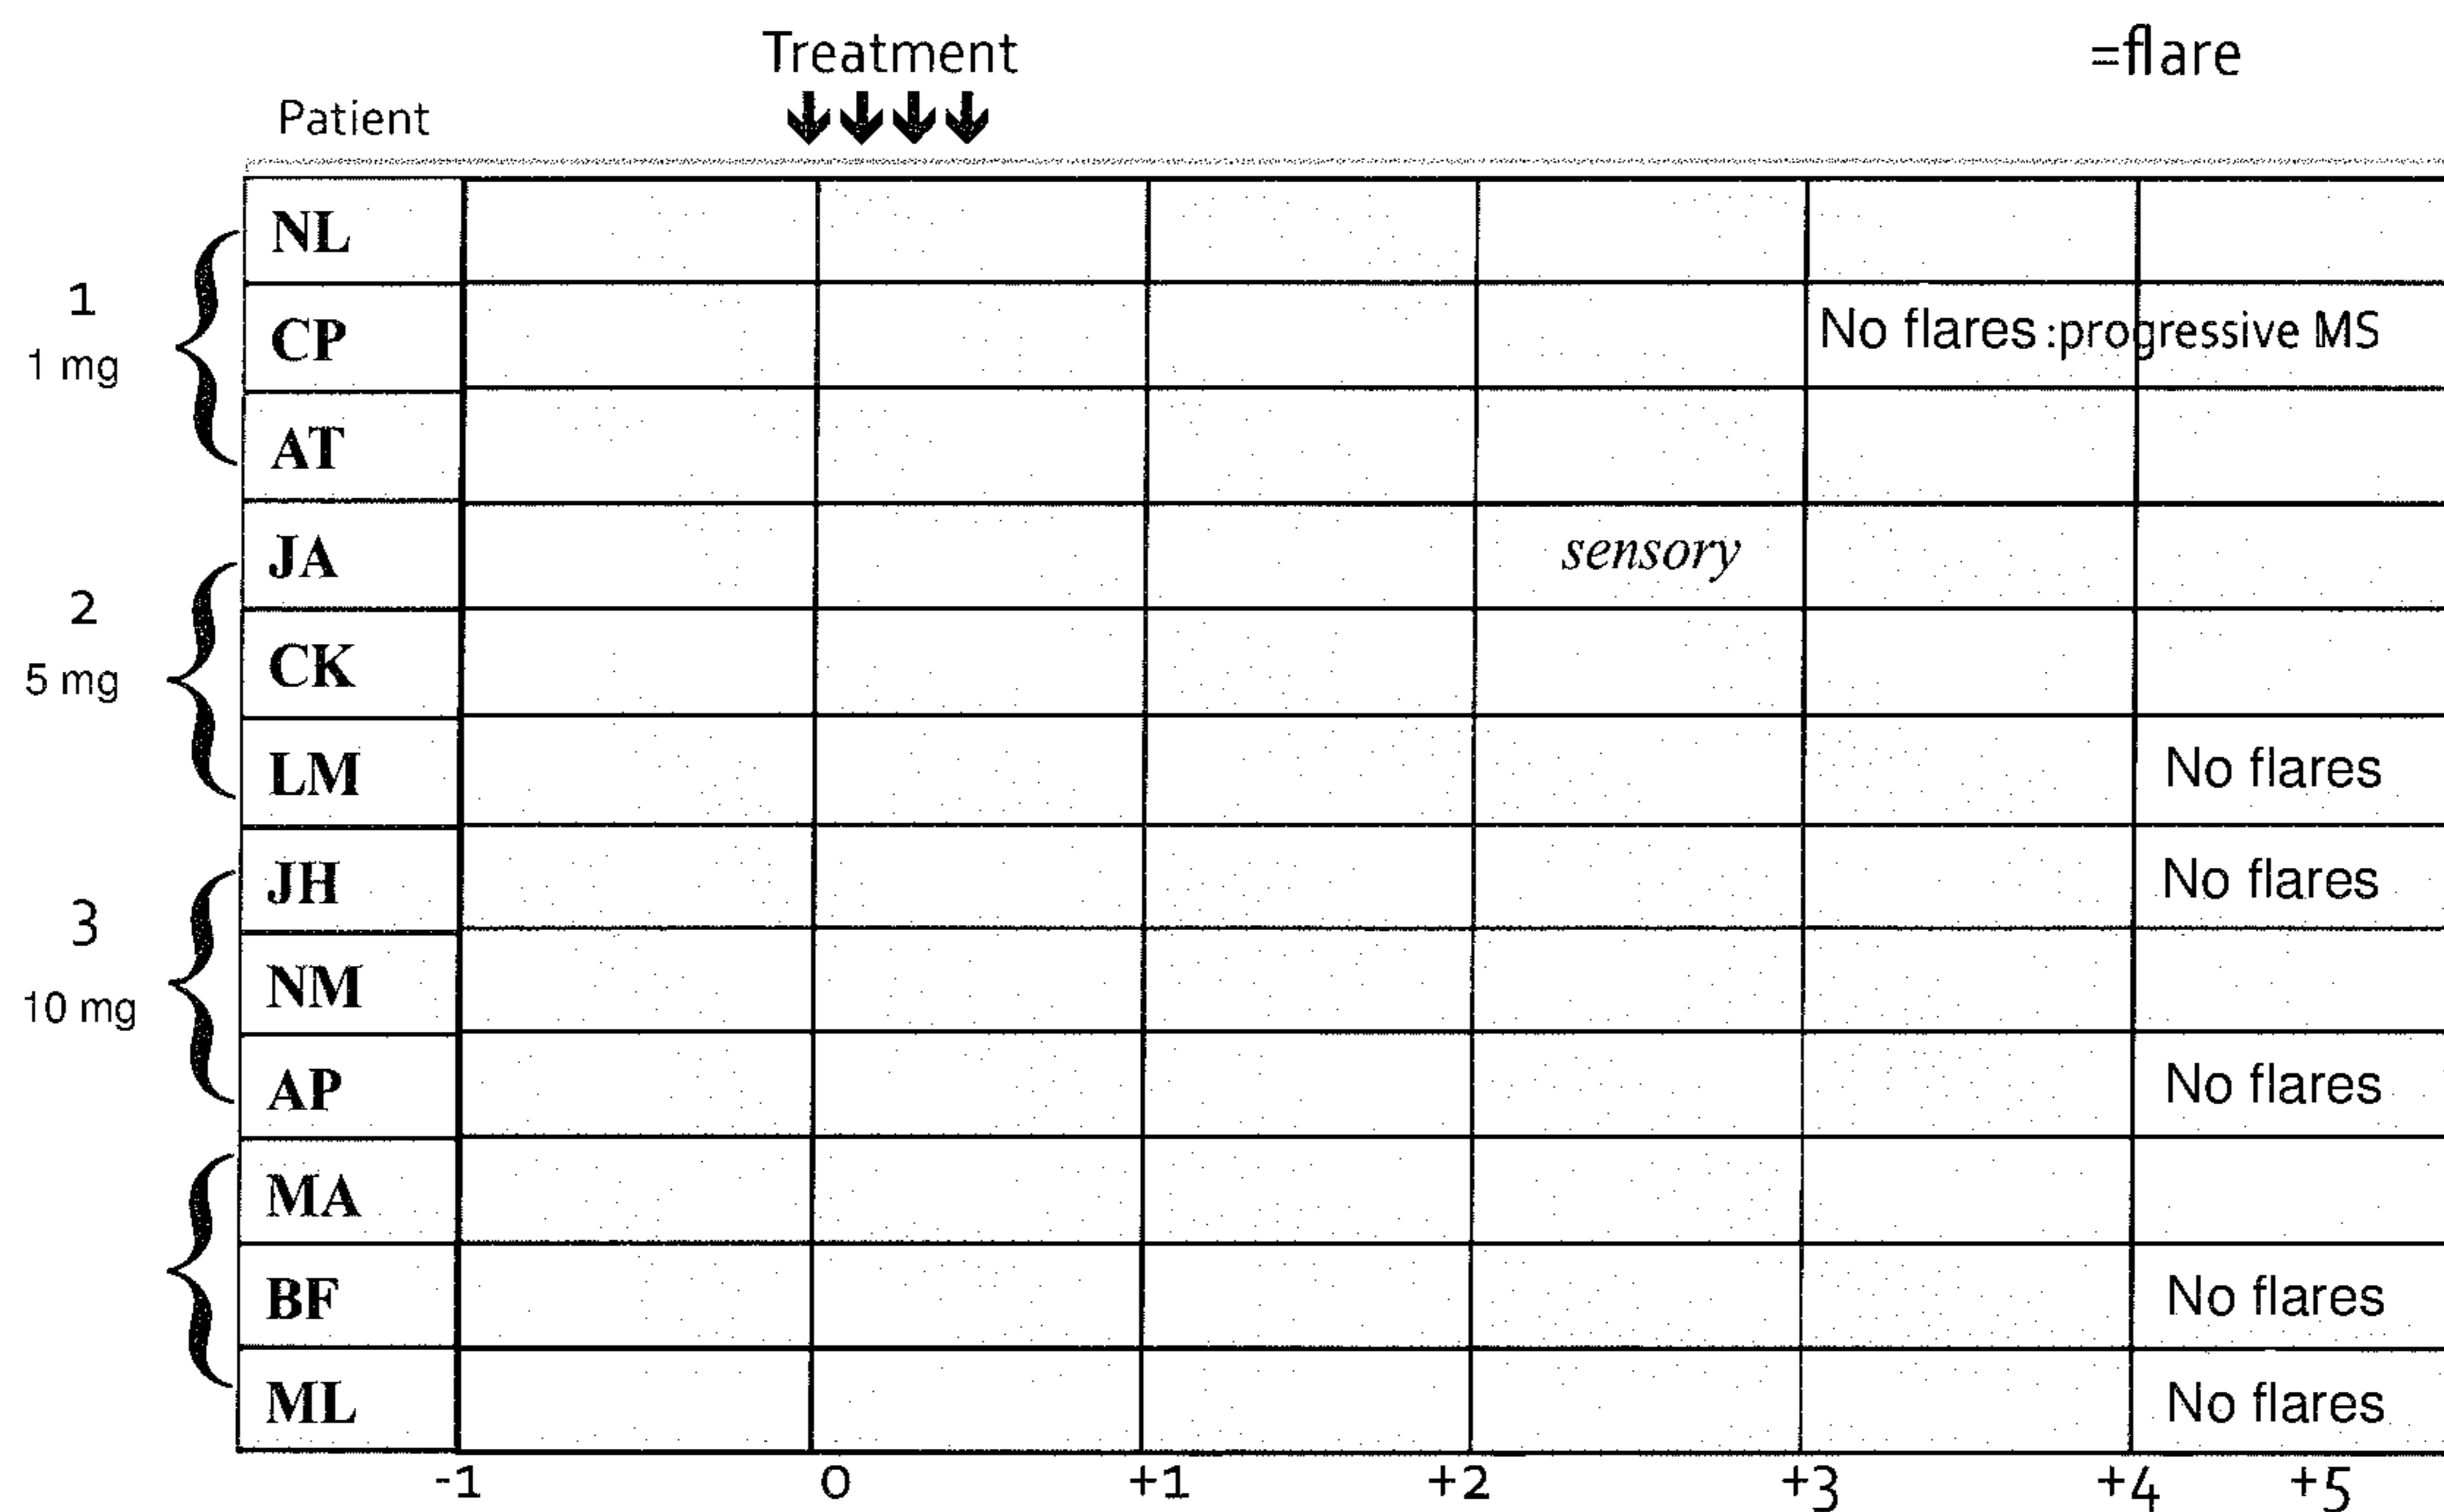 Treatment
=flare
Patient
NL
CP No flares :progressive MS
AT
1
1 mg
JA sensory
CK
LM No flares
2
5 mg
JH No flares
NM
AP No flares
3
10 mg
MA
BF No flares
ML No flares
-1 0 +1 +2 +3 +4 +5